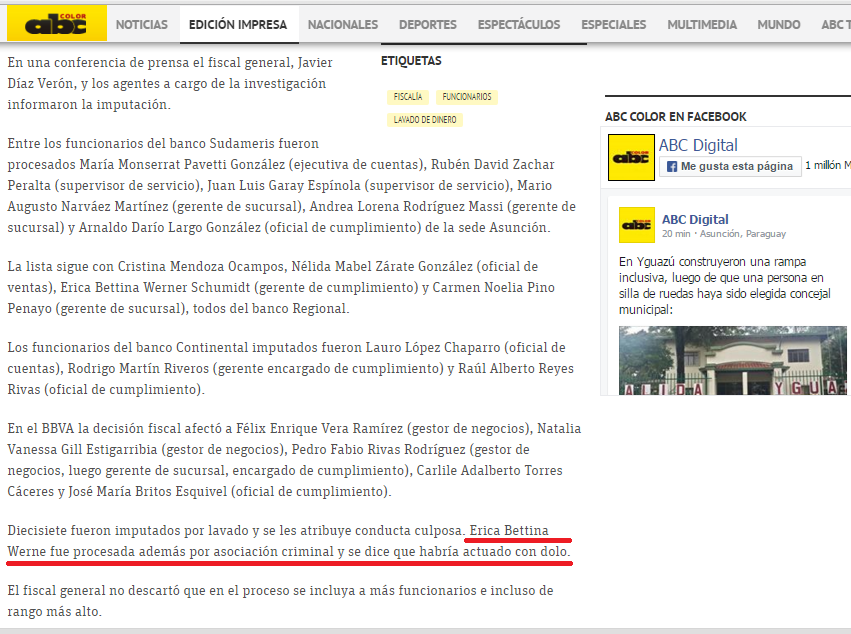 abc COLOR NOTICIAS EDICIÓN IMPRESA NACIONALES DEPORTES ESPECTÁCULOS ESPECIALES MULTIMEDIA MUNDO ABC T
En una conferencia de prensa el fiscal general, Javier
Díaz Verón, y los agentes a cargo de la investigación
informaron la imputación.
Entre los funcionarios del banco Sudameris fueron
procesados María Monserrat Pavetti González (ejecutiva de cuentas), Rubén David Zachar
Peralta (supervisor de servicio), Juan Luis Garay Espínola (supervisor de servicio), Mario
Augusto Narváez Martínez (gerente de sucursal), Andrea Lorena Rodríguez Massi (gerente de
sucursal) y Arnaldo Darío Largo González (oficial de cumplimiento) de la sede Asunción.
La lista sigue con Cristina Mendoza Ocampos, Nélida Mabel Zárate González (oficial de
ventas), Erica Bettina Werner Schumidt (gerente de cumplimiento) y Carmen Noelia Pino
Penayo (gerente de sucursal), todos del banco Regional.
Los funcionarios del banco Continental imputados fueron Lauro López Chaparro (oficial de
cuentas), Rodrigo Martín Riveros (gerente encargado de cumplimiento) y Raúl Alberto Reyes
Rivas (oficial de cumplimiento).
En el BBVA la decisión fiscal afectó a Félix Enrique Vera Ramírez (gestor de negocios), Natalia
Vanessa Gill Estigarribia (gestor de negocios), Pedro Fabio Rivas Rodríguez (gestor de
negocios, luego gerente de sucursal, encargado de cumplimiento), Carlile Adalberto Torres
Cáceres y José María Britos Esquivel (oficial de cumplimiento).
Diecisiete fueron imputados por lavado y se les atribuye conducta culposa. Erica Bettina
Werne fue procesada además por asociación criminal y se dice que habría actuado con dolo.
El fiscal general no descartó que en el proceso se incluya a más funcionarios e incluso de
rango más alto.
ETIQUETAS
FISCALÍA FUNCIONARIOS
LAVADO DE DINERO
ABC COLOR EN FACEBOOK
abc COLOR
ABC Digital
Me gusta esta página 1 millón M
abc COLOR
ABC Digital
20 min · Asunción, Paraguay
En Yguazú construyeron una rampa
inclusiva, luego de que una persona en
silla de ruedas haya sido elegida concejal
municipal:
ALIDA YGUA